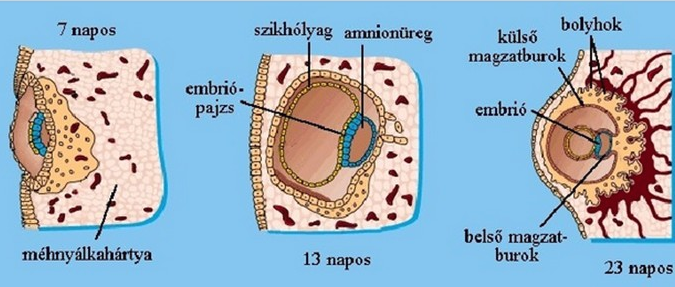 7 napos
méhnyálkahártya
szikhólyag
amnionüreg
embrió-
pajzs
13 napos
külső
magzatburok
bolyhok
embrió
belső magzat-
burok
23 napos